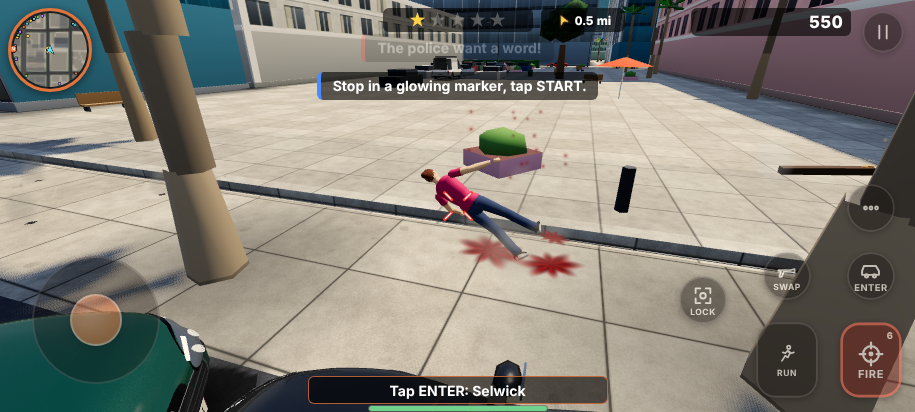 0.5 mi
550
The police want a word!
Stop in a glowing marker, tap START.
SWAP
ENTER
LOCK
6
RUN
FIRE
Tap ENTER: Selwick